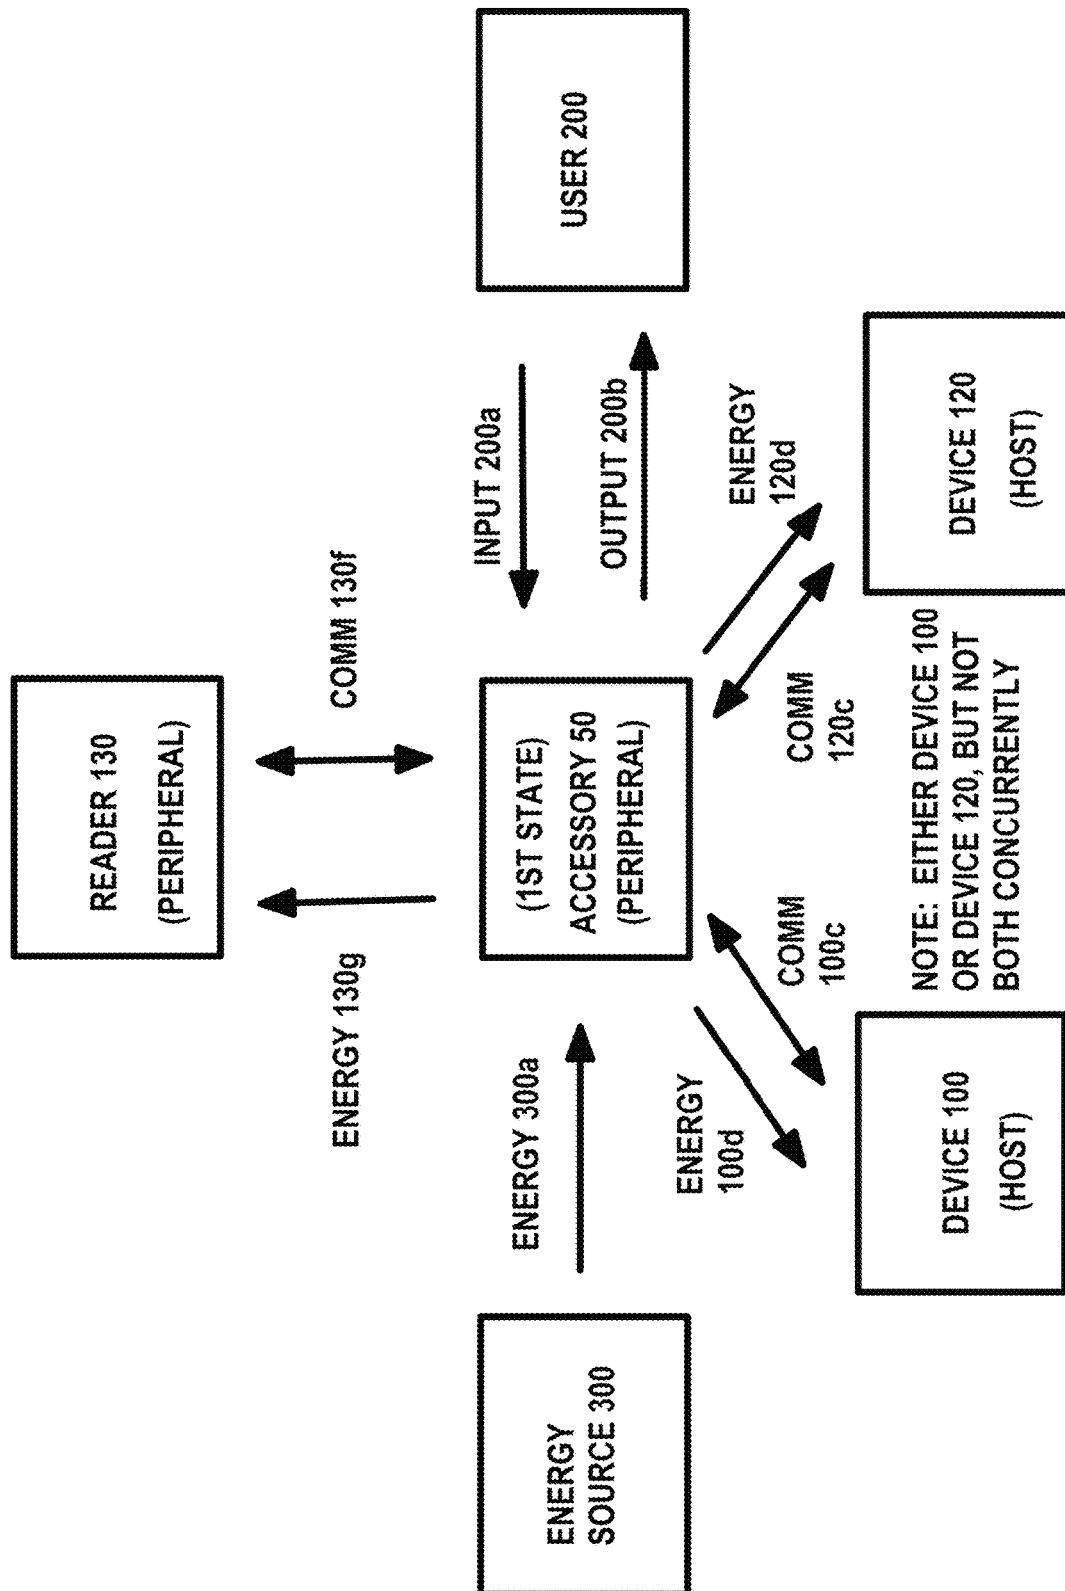 READER 130
(PERIPHERAL)
ENERGY 130g
COMM 130f
ENERGY
SOURCE 300
ENERGY 300a
(1ST STATE)
ACCESSORY 50
(PERIPHERAL)
INPUT 200a
OUTPUT 200b
USER 200
ENERGY
100d
COMM
100c
COMM
120c
ENERGY
120d
DEVICE 100
(HOST)
NOTE: EITHER DEVICE 100
OR DEVICE 120, BUT NOT
BOTH CONCURRENTLY
DEVICE 120
(HOST)